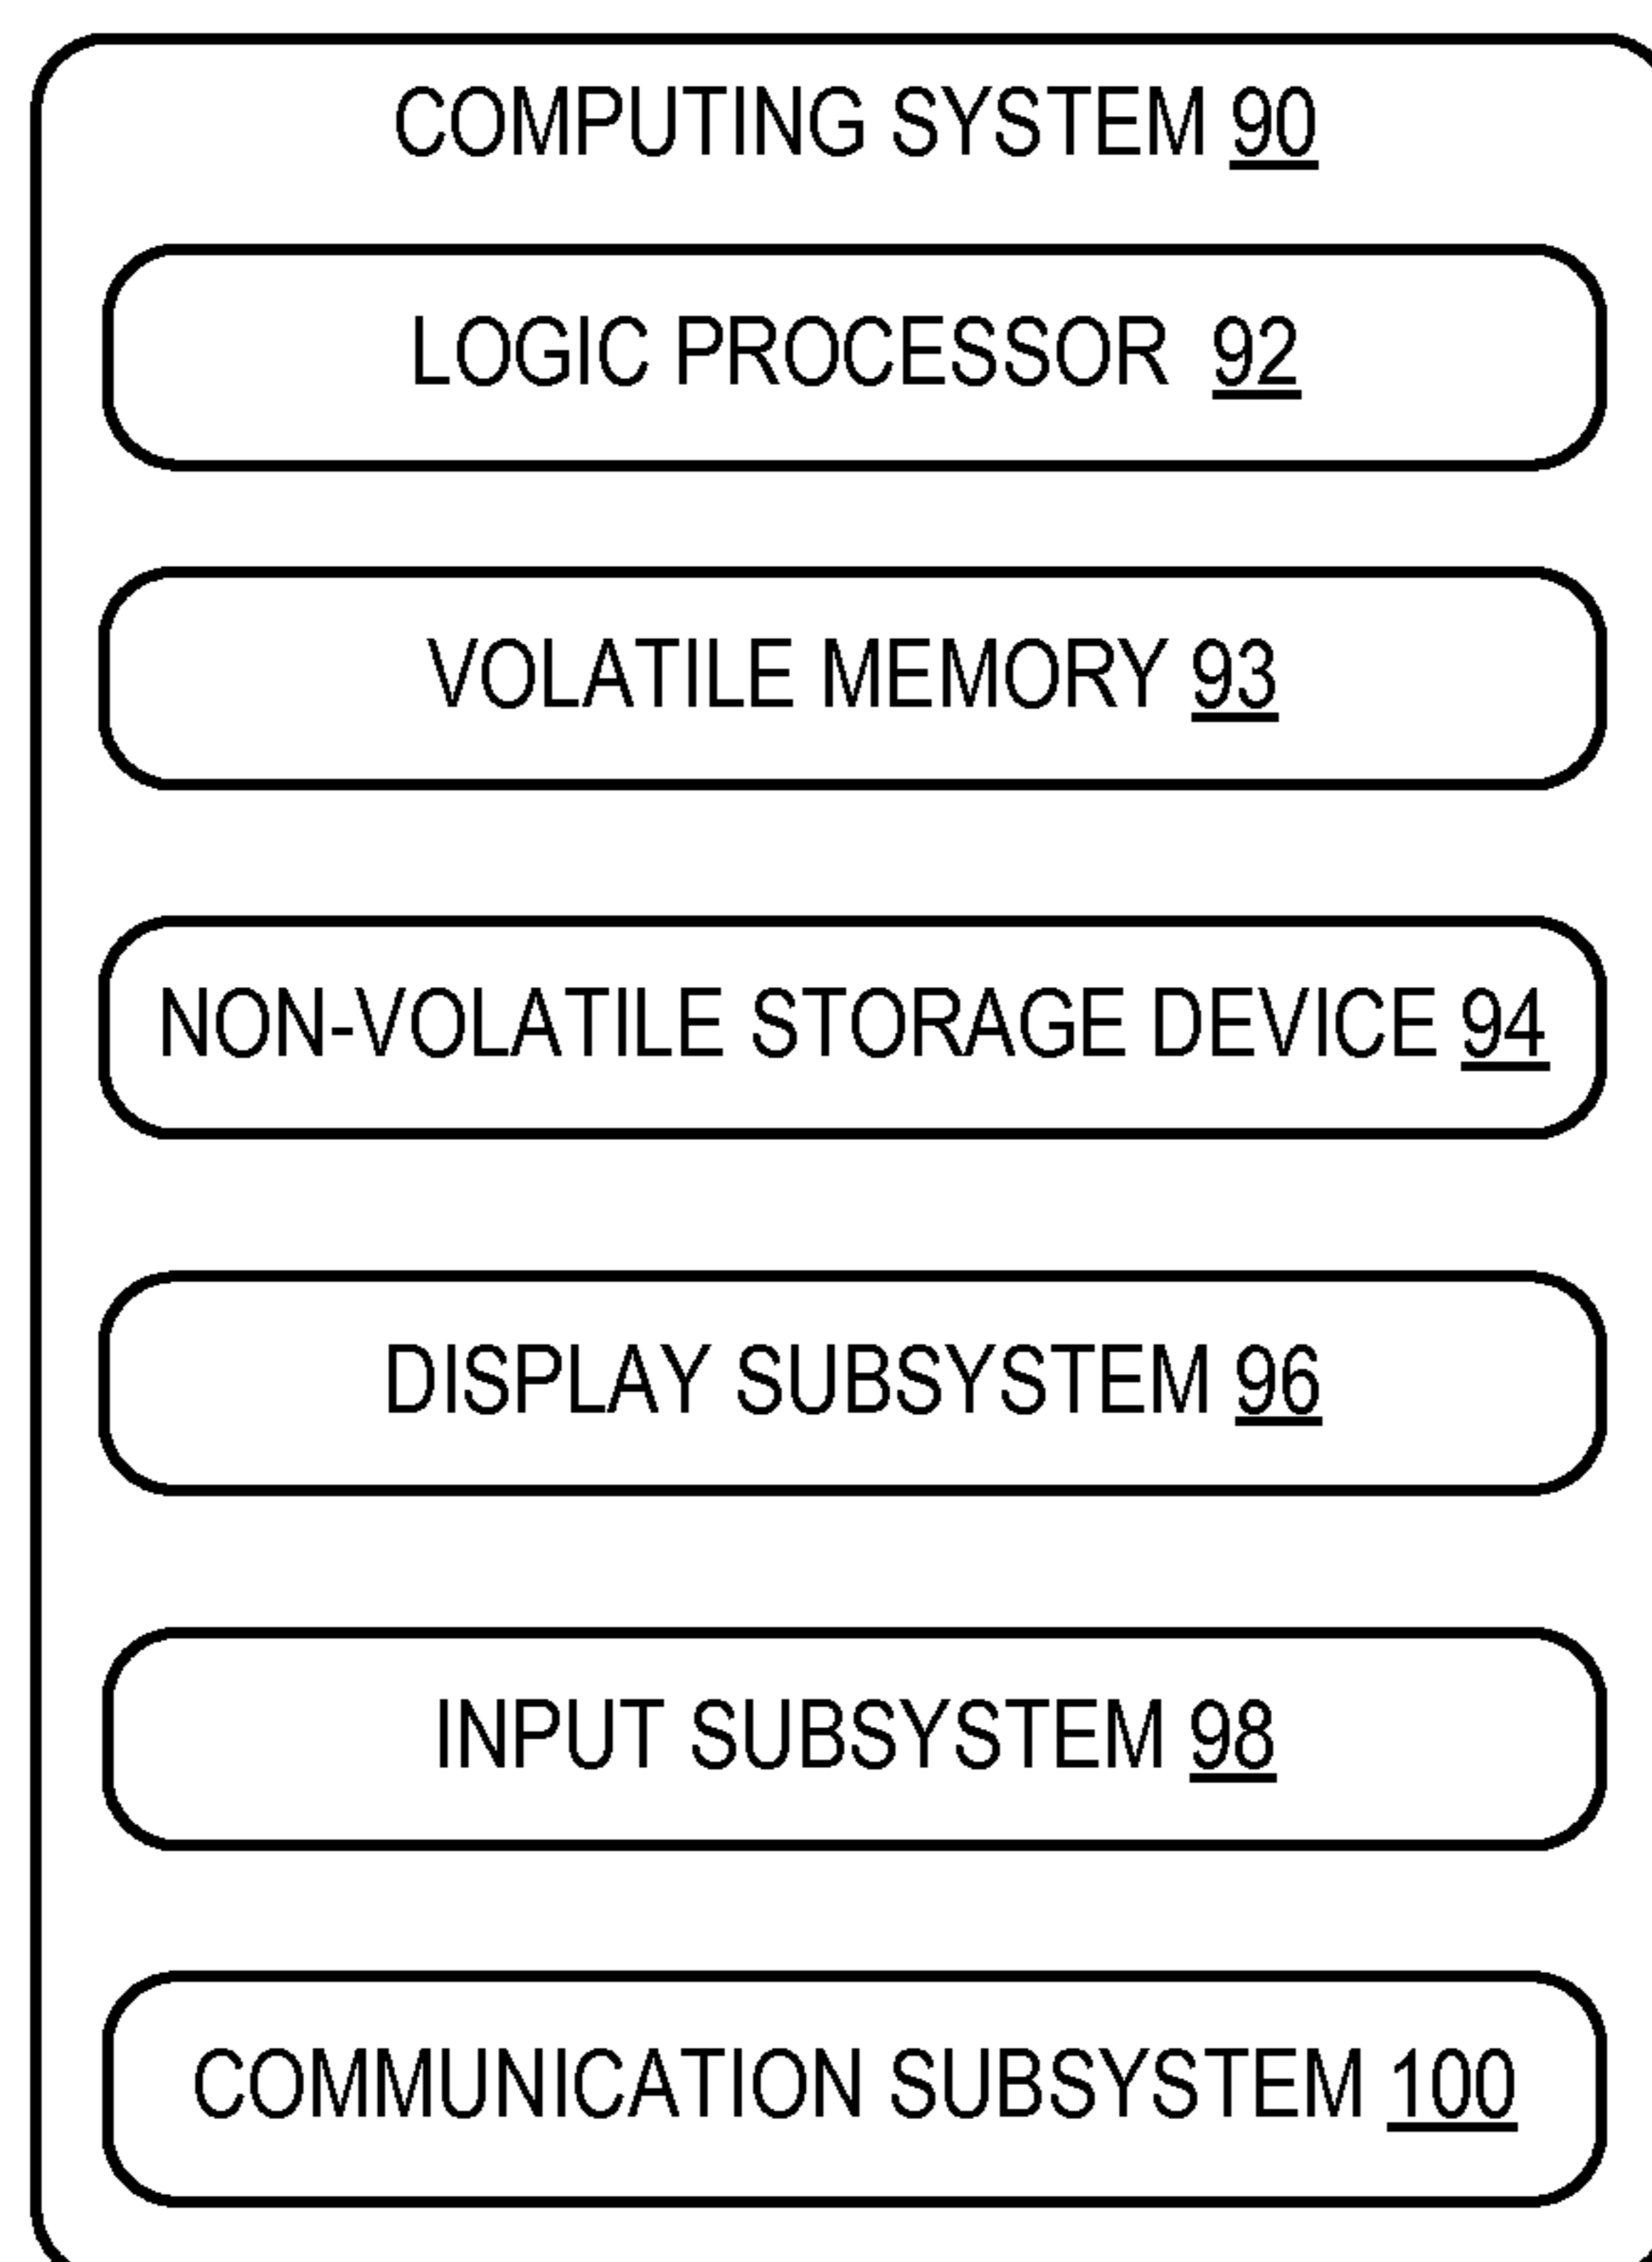 COMPUTING SYSTEM 90
LOGIC PROCESSOR 92
VOLATILE MEMORY 93
NON-VOLATILE STORAGE DEVICE 94
DISPLAY SUBSYSTEM 96
INPUT SUBSYSTEM 98
COMMUNICATION SUBSYSTEM 100